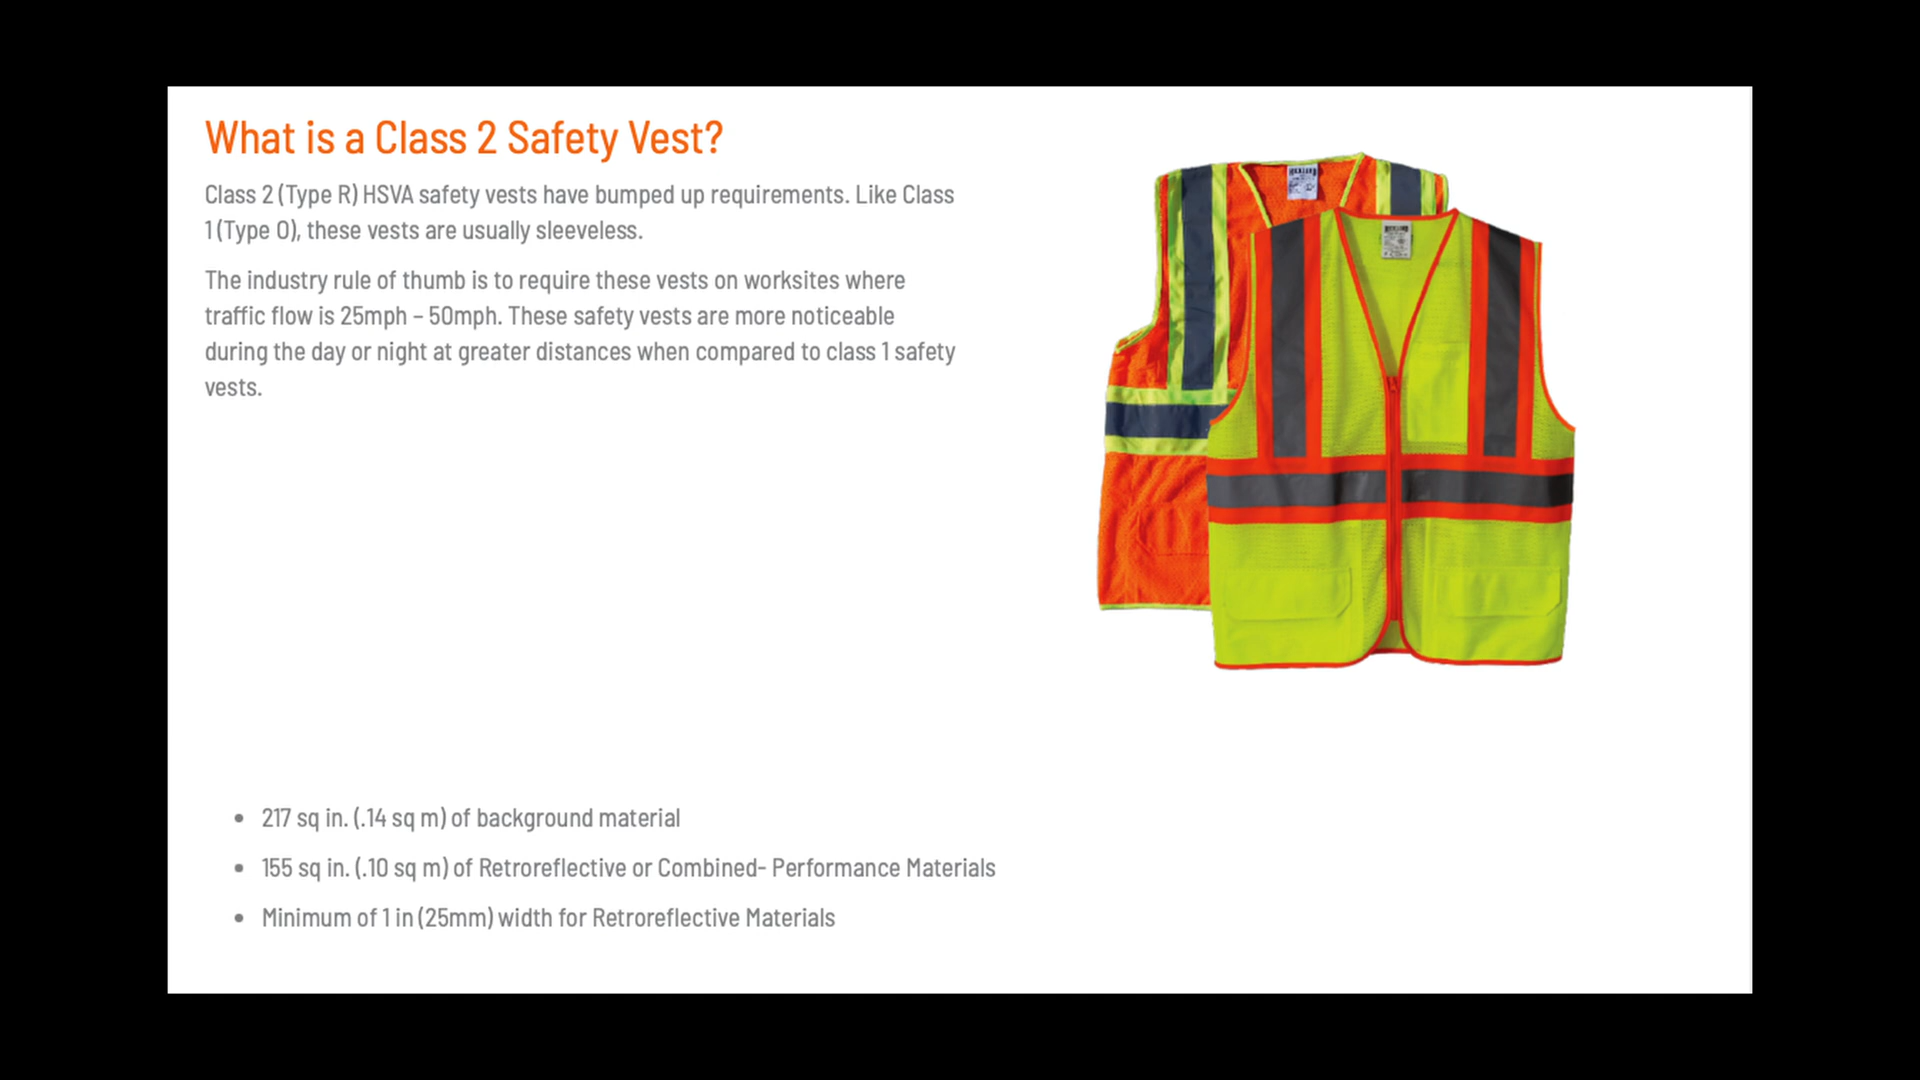 What is a Class 2 Safety Vest?
Class 2 (Type R) HSVA safety vests have bumped up requirements. Like Class
1 (Type O), these vests are usually sleeveless.
The industry rule of thumb is to require these vests on worksites where
traffic flow is 25mph – 50mph. These safety vests are more noticeable
during the day or night at greater distances when compared to class 1 safety
vests.
• 217 sq in. (.14 sq m) of background material
• 155 sq in. (.10 sq m) of Retroreflective or Combined- Performance Materials
• Minimum of 1 in (25mm) width for Retroreflective Materials